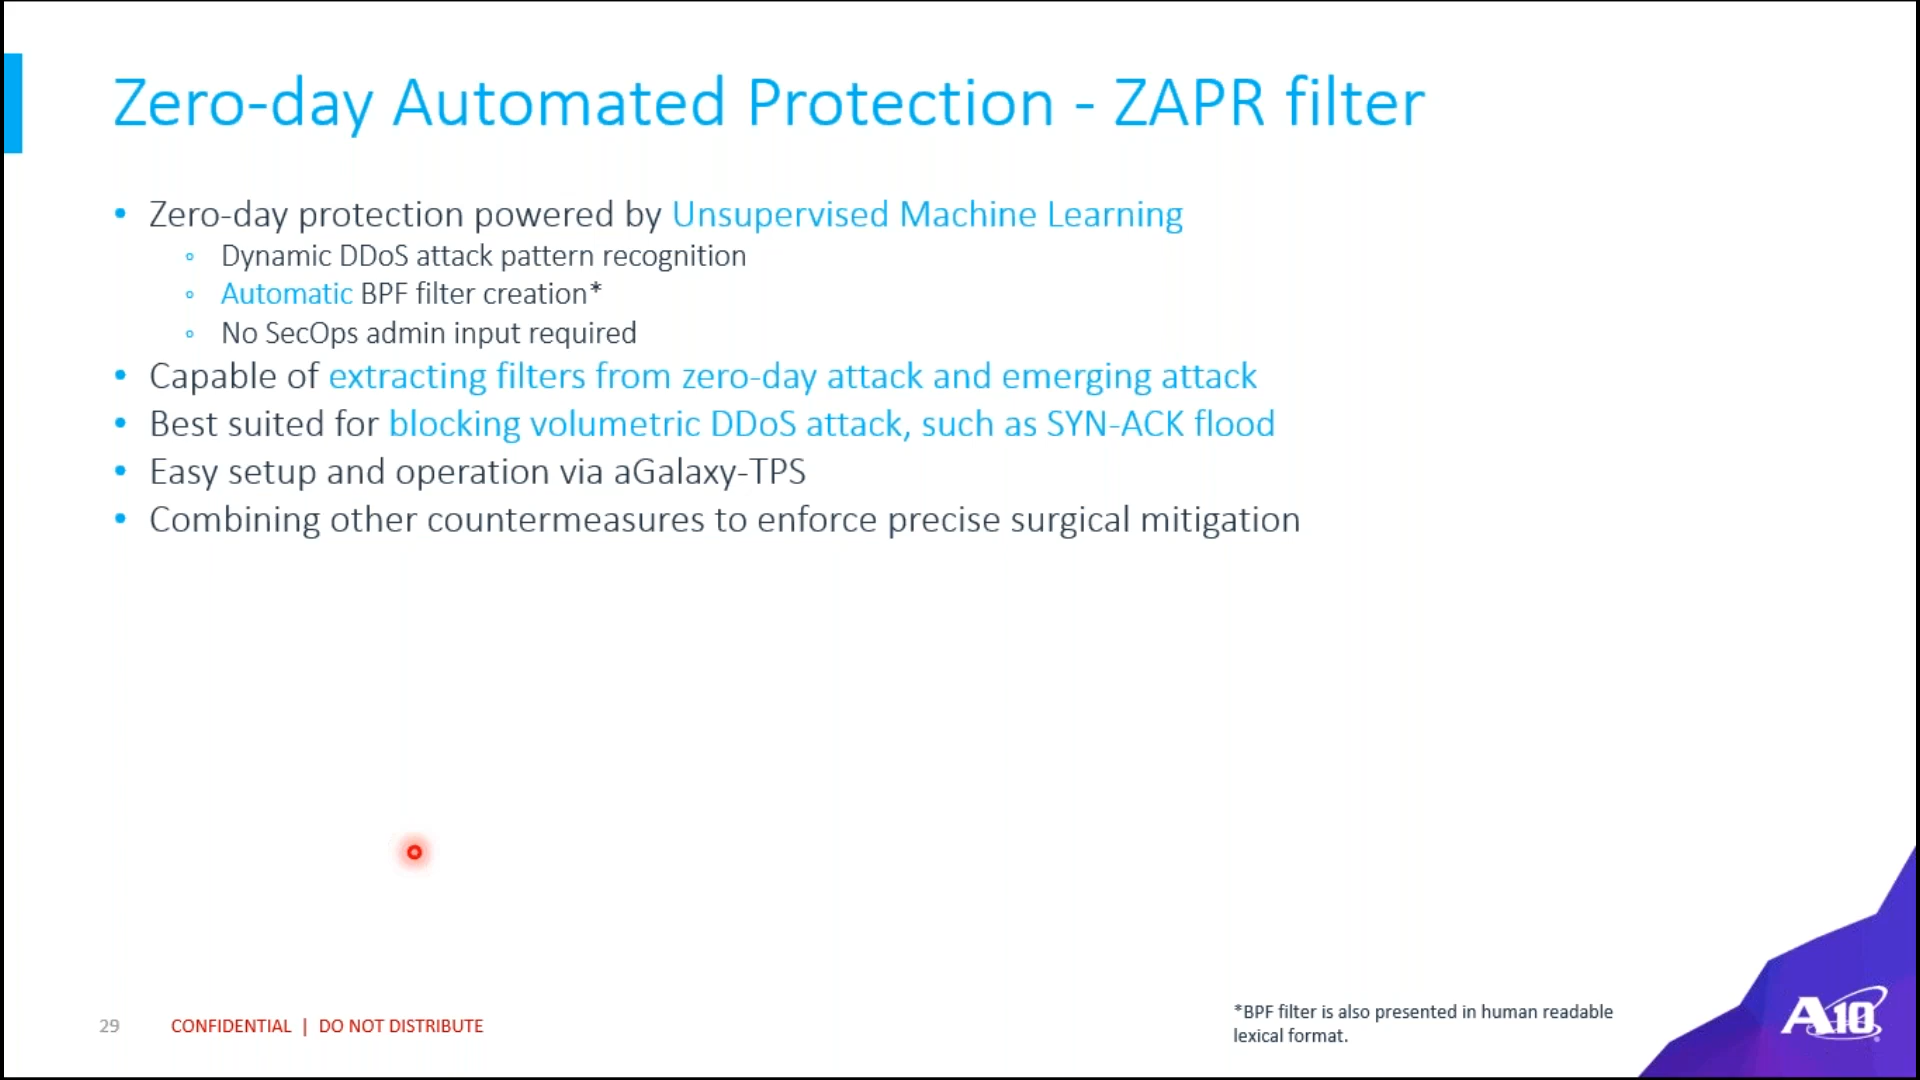 Zero-day Automated Protection - ZAPR filter
• Zero-day protection powered by Unsupervised Machine Learning
◦ Dynamic DDoS attack pattern recognition
◦ Automatic BPF filter creation*
◦ No SecOps admin input required
• Capable of extracting filters from zero-day attack and emerging attack
• Best suited for blocking volumetric DDoS attack, such as SYN-ACK flood
• Easy setup and operation via aGalaxy-TPS
• Combining other countermeasures to enforce precise surgical mitigation
29 CONFIDENTIAL | DO NOT DISTRIBUTE
*BPF filter is also presented in human readable
lexical format.
A10